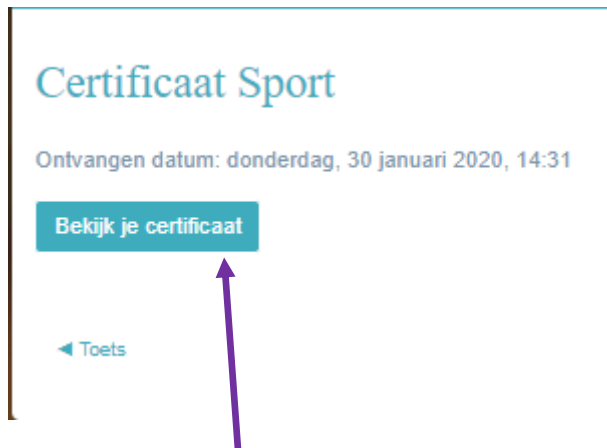 Certificaat Sport
Ontvangen datum: donderdag, 30 januari 2020, 14:31
Bekijk je certificaat
◄ Toets